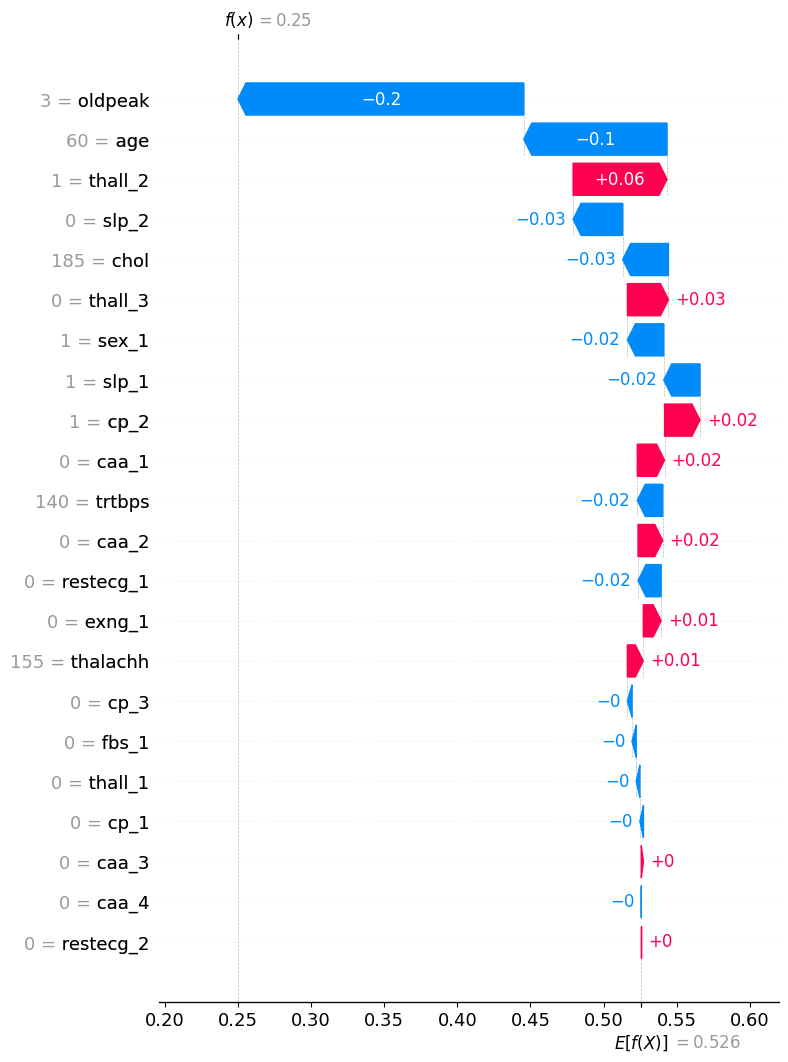 f(x) = 0.25
3 = oldpeak −0.2
60 = age −0.1
1 = thall_2 +0.06
0 = slp_2 −0.03
185 = chol −0.03
0 = thall_3 +0.03
1 = sex_1 −0.02
1 = slp_1 −0.02
1 = cp_2 +0.02
0 = caa_1 +0.02
140 = trtbps −0.02
0 = caa_2 +0.02
0 = restecg_1 −0.02
0 = exng_1 +0.01
155 = thalachh +0.01
0 = cp_3 −0
0 = fbs_1 −0
0 = thall_1 −0
0 = cp_1 −0
0 = caa_3 +0
0 = caa_4 −0
0 = restecg_2 +0
0.20 0.25 0.30 0.35 0.40 0.45 0.50 0.55 0.60
E[f(X)] = 0.526